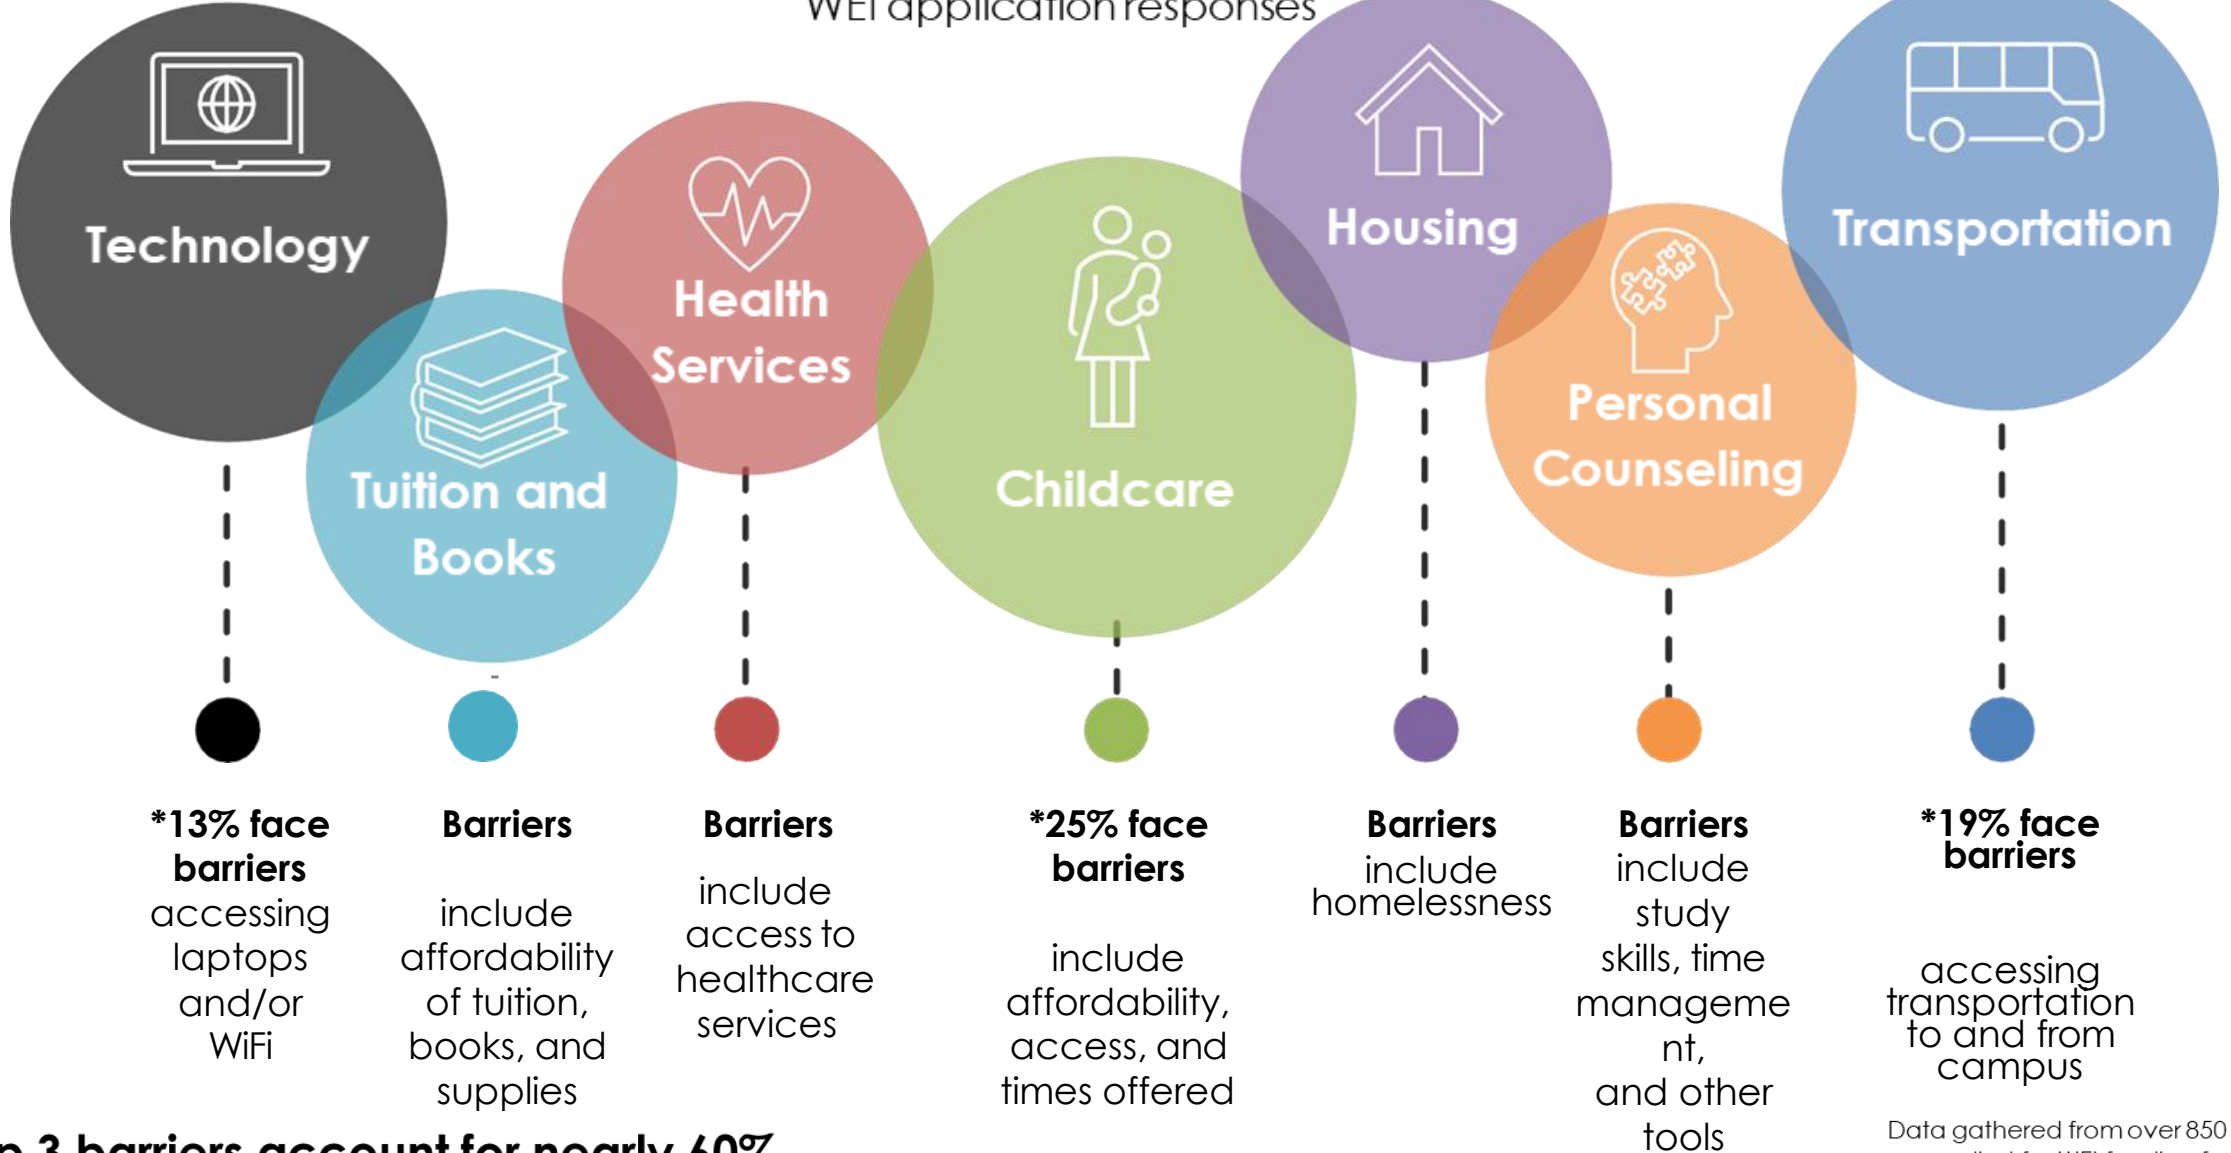 WEI application responses
Technology
Tuition and
Books
Health
Services
Childcare
Housing
Personal
Counseling
Transportation
*13% face
barriers
accessing
laptops
and/or
WiFi
Barriers
include
affordability
of tuition,
books, and
supplies
Barriers
include
access to
healthcare
services
*25% face
barriers
include
affordability,
access, and
times offered
Barriers
include
homelessness
Barriers
include
study
skills, time
manageme
nt,
and other
tools
*19% face
barriers
accessing
transportation
to and from
campus
3 barriers account for nearly 60%
Data gathered from over 850